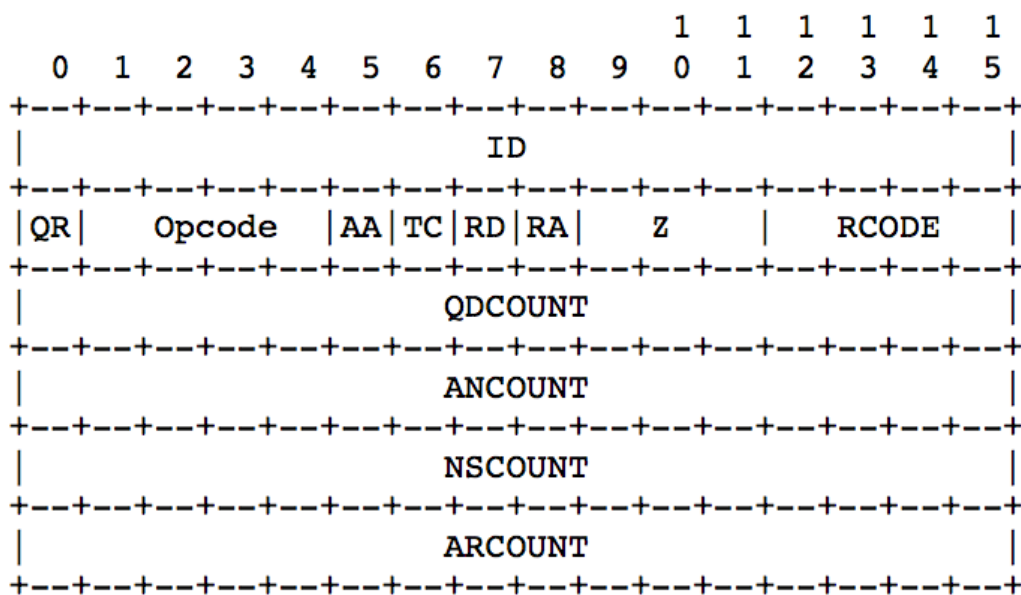 1  1  1  1  1  1
  0  1  2  3  4  5  6  7  8  9  0  1  2  3  4  5
+--+--+--+--+--+--+--+--+--+--+--+--+--+--+--+--+
|                      ID                       |
+--+--+--+--+--+--+--+--+--+--+--+--+--+--+--+--+
|QR|   Opcode  |AA|TC|RD|RA|   Z    |   RCODE   |
+--+--+--+--+--+--+--+--+--+--+--+--+--+--+--+--+
|                    QDCOUNT                    |
+--+--+--+--+--+--+--+--+--+--+--+--+--+--+--+--+
|                    ANCOUNT                    |
+--+--+--+--+--+--+--+--+--+--+--+--+--+--+--+--+
|                    NSCOUNT                    |
+--+--+--+--+--+--+--+--+--+--+--+--+--+--+--+--+
|                    ARCOUNT                    |
+--+--+--+--+--+--+--+--+--+--+--+--+--+--+--+--+